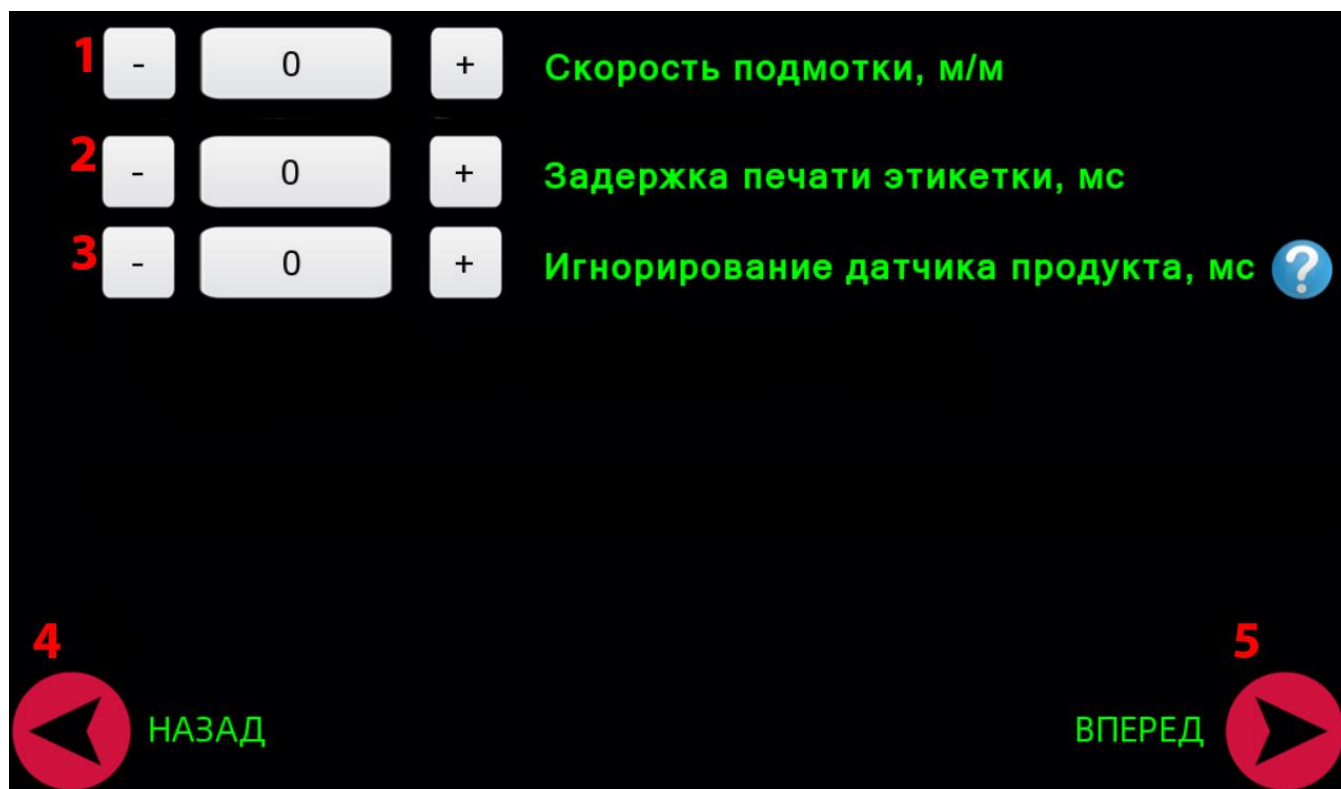 1 - 0 + Скорость подмотки, м/м
2 - 0 + Задержка печати этикетки, мс
3 - 0 + Игнорирование датчика продукта, мс ?
4 5
НАЗАД ВПЕРЕД